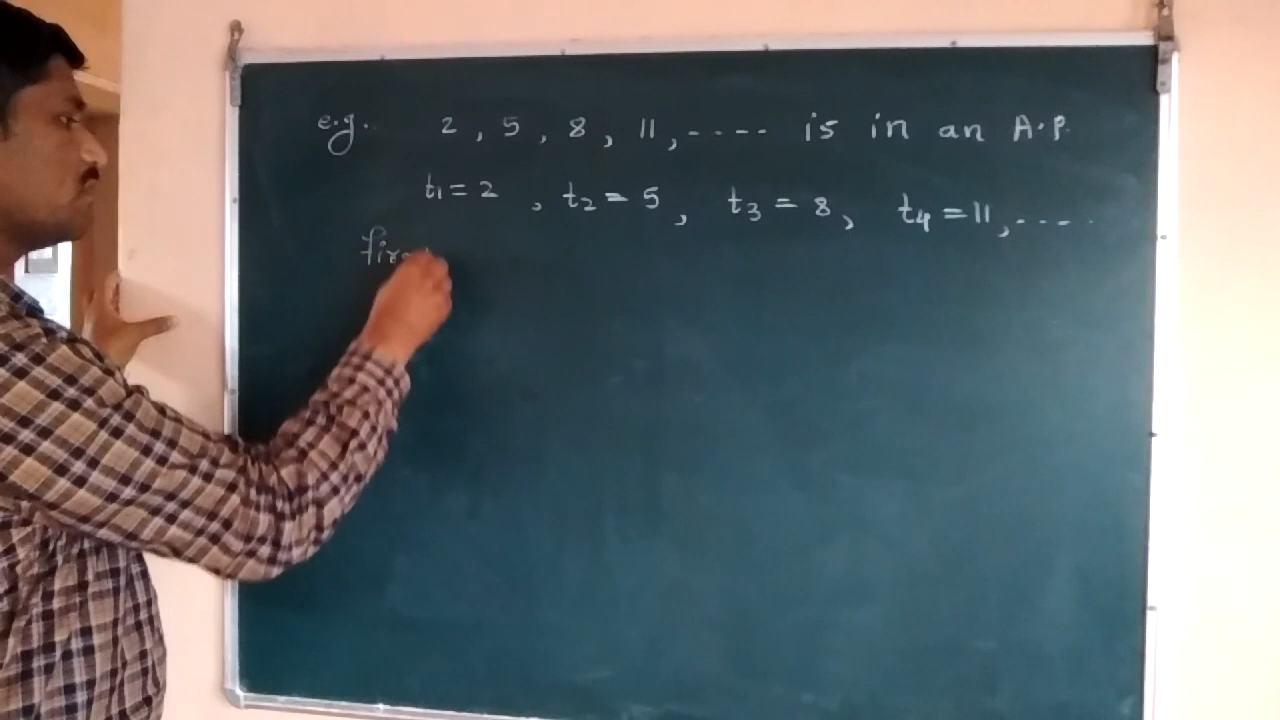 e.g. 2, 5, 8, 11, ---- is in an A.P.
t1 = 2, t2 = 5, t3 = 8, t4 = 11, ----